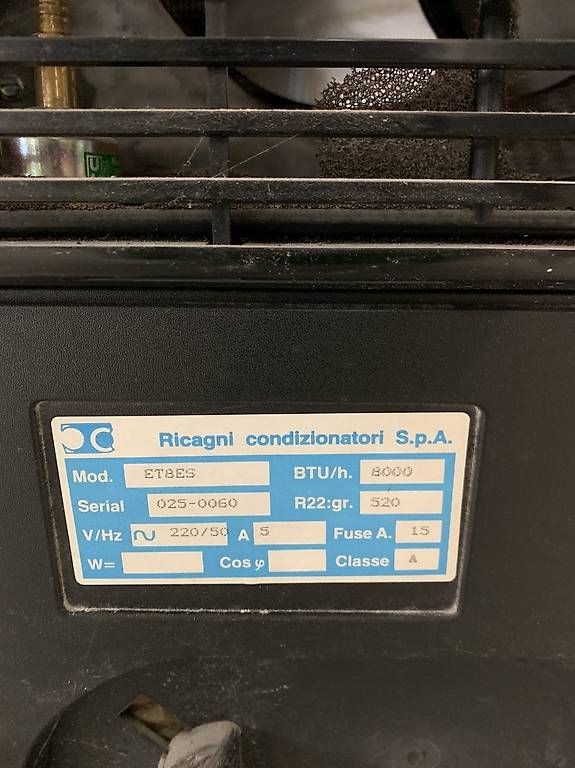 Ricagni condizionatori S.p.A.
Mod. ET8ES BTU/h. 8000
Serial 025-0060 R22:gr. 520
V/Hz 220/50 A 5 Fuse A. 15
W= Cos φ Classe A